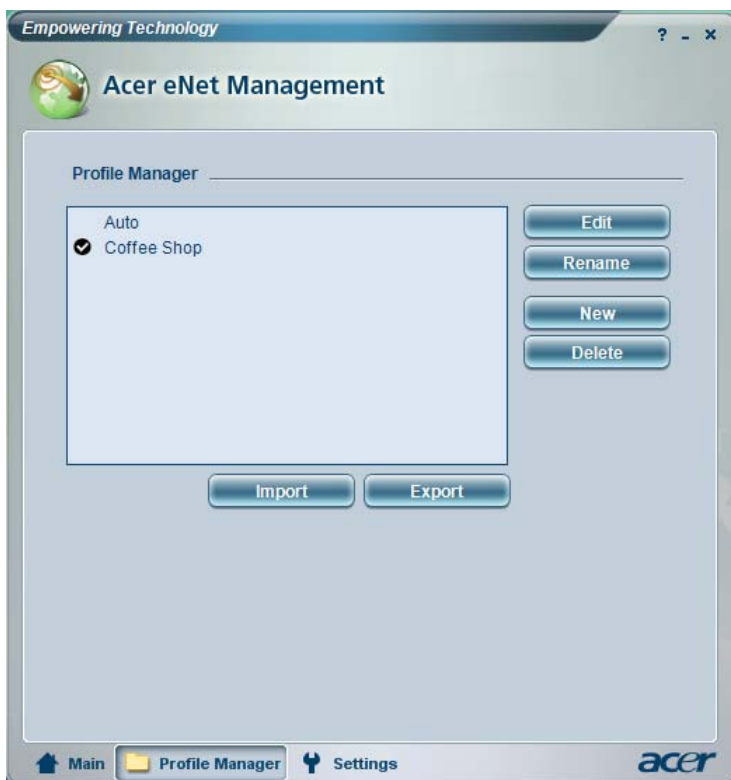 Empowering Technology
? - x
Acer eNet Management
Profile Manager
Auto
Coffee Shop
Edit
Rename
New
Delete
Import Export
Main Profile Manager Settings
acer